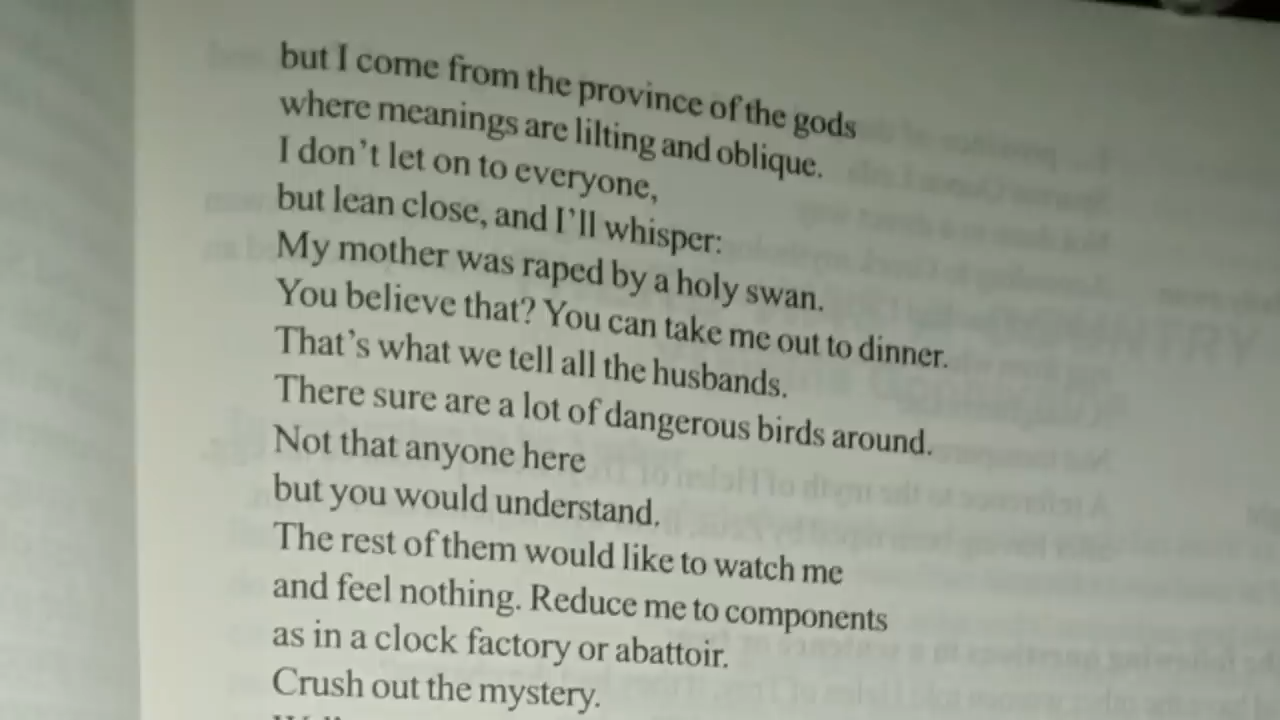 but I come from the province of the gods
where meanings are lilting and oblique.
I don't let on to everyone,
but lean close, and I'll whisper:
My mother was raped by a holy swan.
You believe that? You can take me out to dinner.
That's what we tell all the husbands.
There sure are a lot of dangerous birds around.
Not that anyone here
but you would understand.
The rest of them would like to watch me
and feel nothing. Reduce me to components
as in a clock factory or abattoir.
Crush out the mystery.